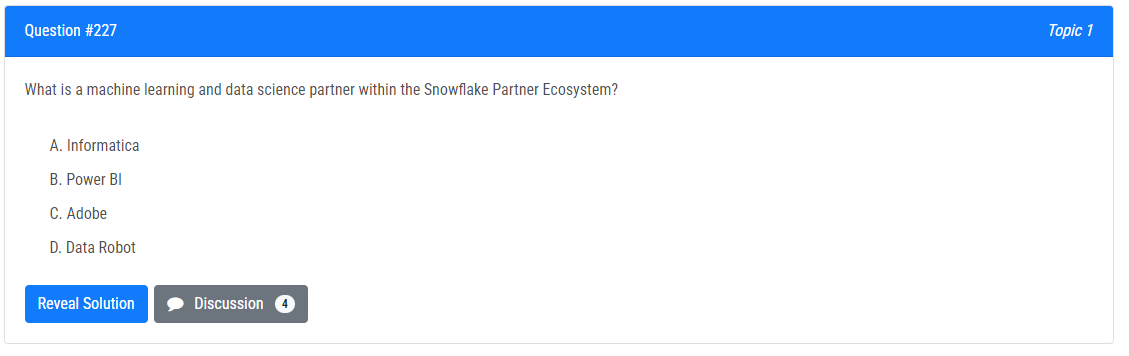 Question #227
Topic 1
What is a machine learning and data science partner within the Snowflake Partner Ecosystem?
A. Informatica
B. Power BI
C. Adobe
D. Data Robot
Reveal Solution
Discussion 4